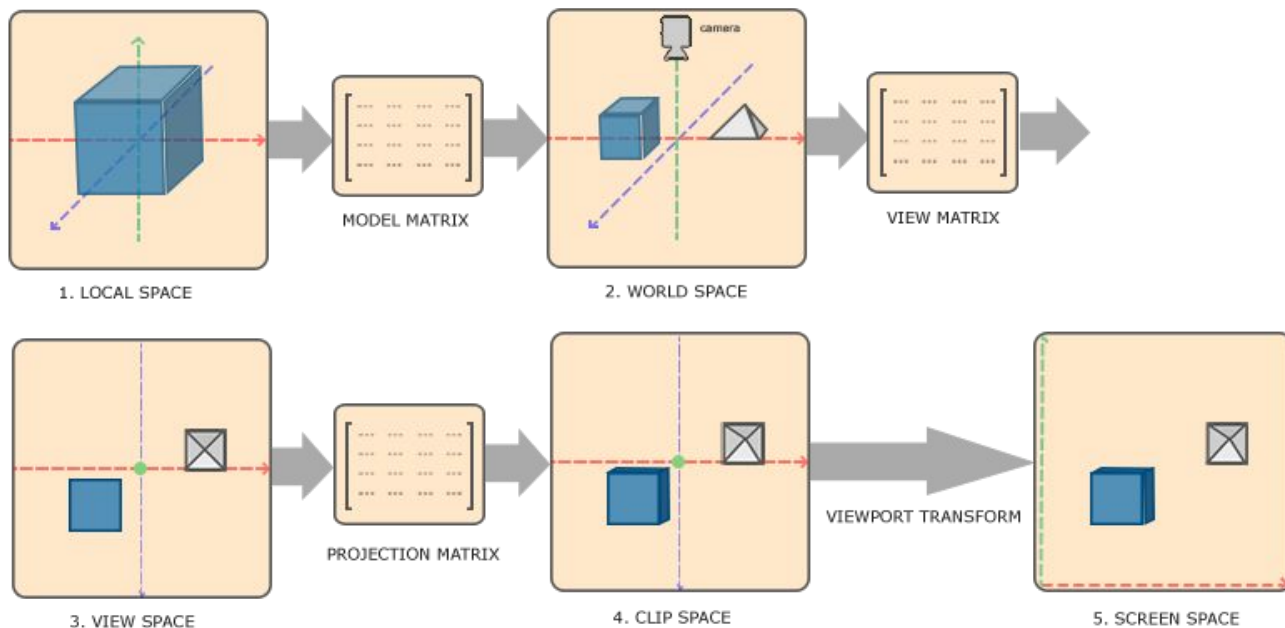 camera
MODEL MATRIX
VIEW MATRIX
1. LOCAL SPACE
2. WORLD SPACE
PROJECTION MATRIX
VIEWPORT TRANSFORM
3. VIEW SPACE
4. CLIP SPACE
5. SCREEN SPACE